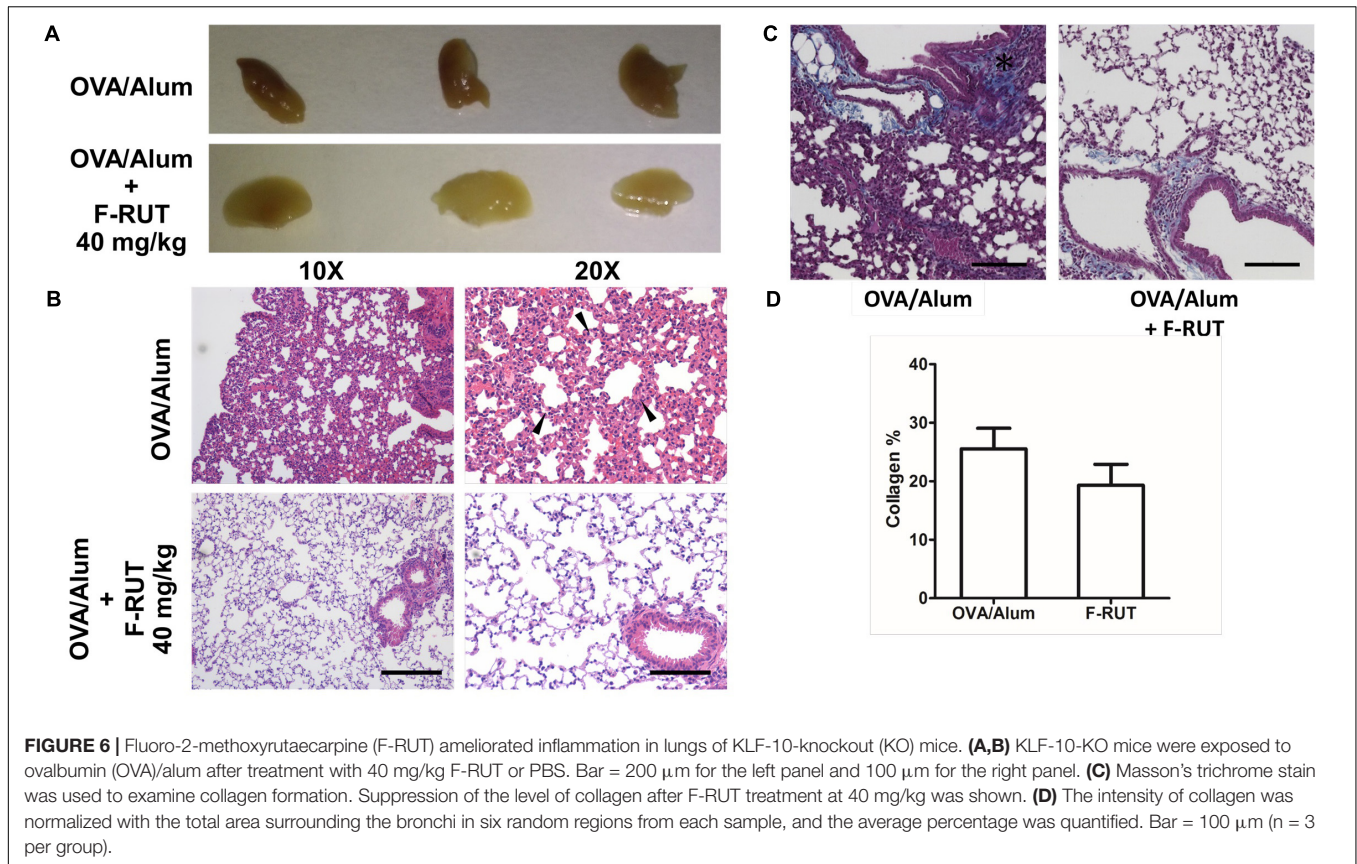 A
OVA/Alum
OVA/Alum
+
F-RUT
40 mg/kg
10X 20X
B
OVA/Alum
OVA/Alum
+
F-RUT
40 mg/kg
C
*
OVA/Alum
OVA/Alum
+ F-RUT
D
40
30
20
10
0
Collagen %
OVA/Alum F-RUT
FIGURE 6 | Fluoro-2-methoxyrutaecarpine (F-RUT) ameliorated inflammation in lungs of KLF-10-knockout (KO) mice. (A,B) KLF-10-KO mice were exposed to
ovalbumin (OVA)/alum after treatment with 40 mg/kg F-RUT or PBS. Bar = 200 μm for the left panel and 100 μm for the right panel. (C) Masson's trichrome stain
was used to examine collagen formation. Suppression of the level of collagen after F-RUT treatment at 40 mg/kg was shown. (D) The intensity of collagen was
normalized with the total area surrounding the bronchi in six random regions from each sample, and the average percentage was quantified. Bar = 100 μm (n = 3
per group).